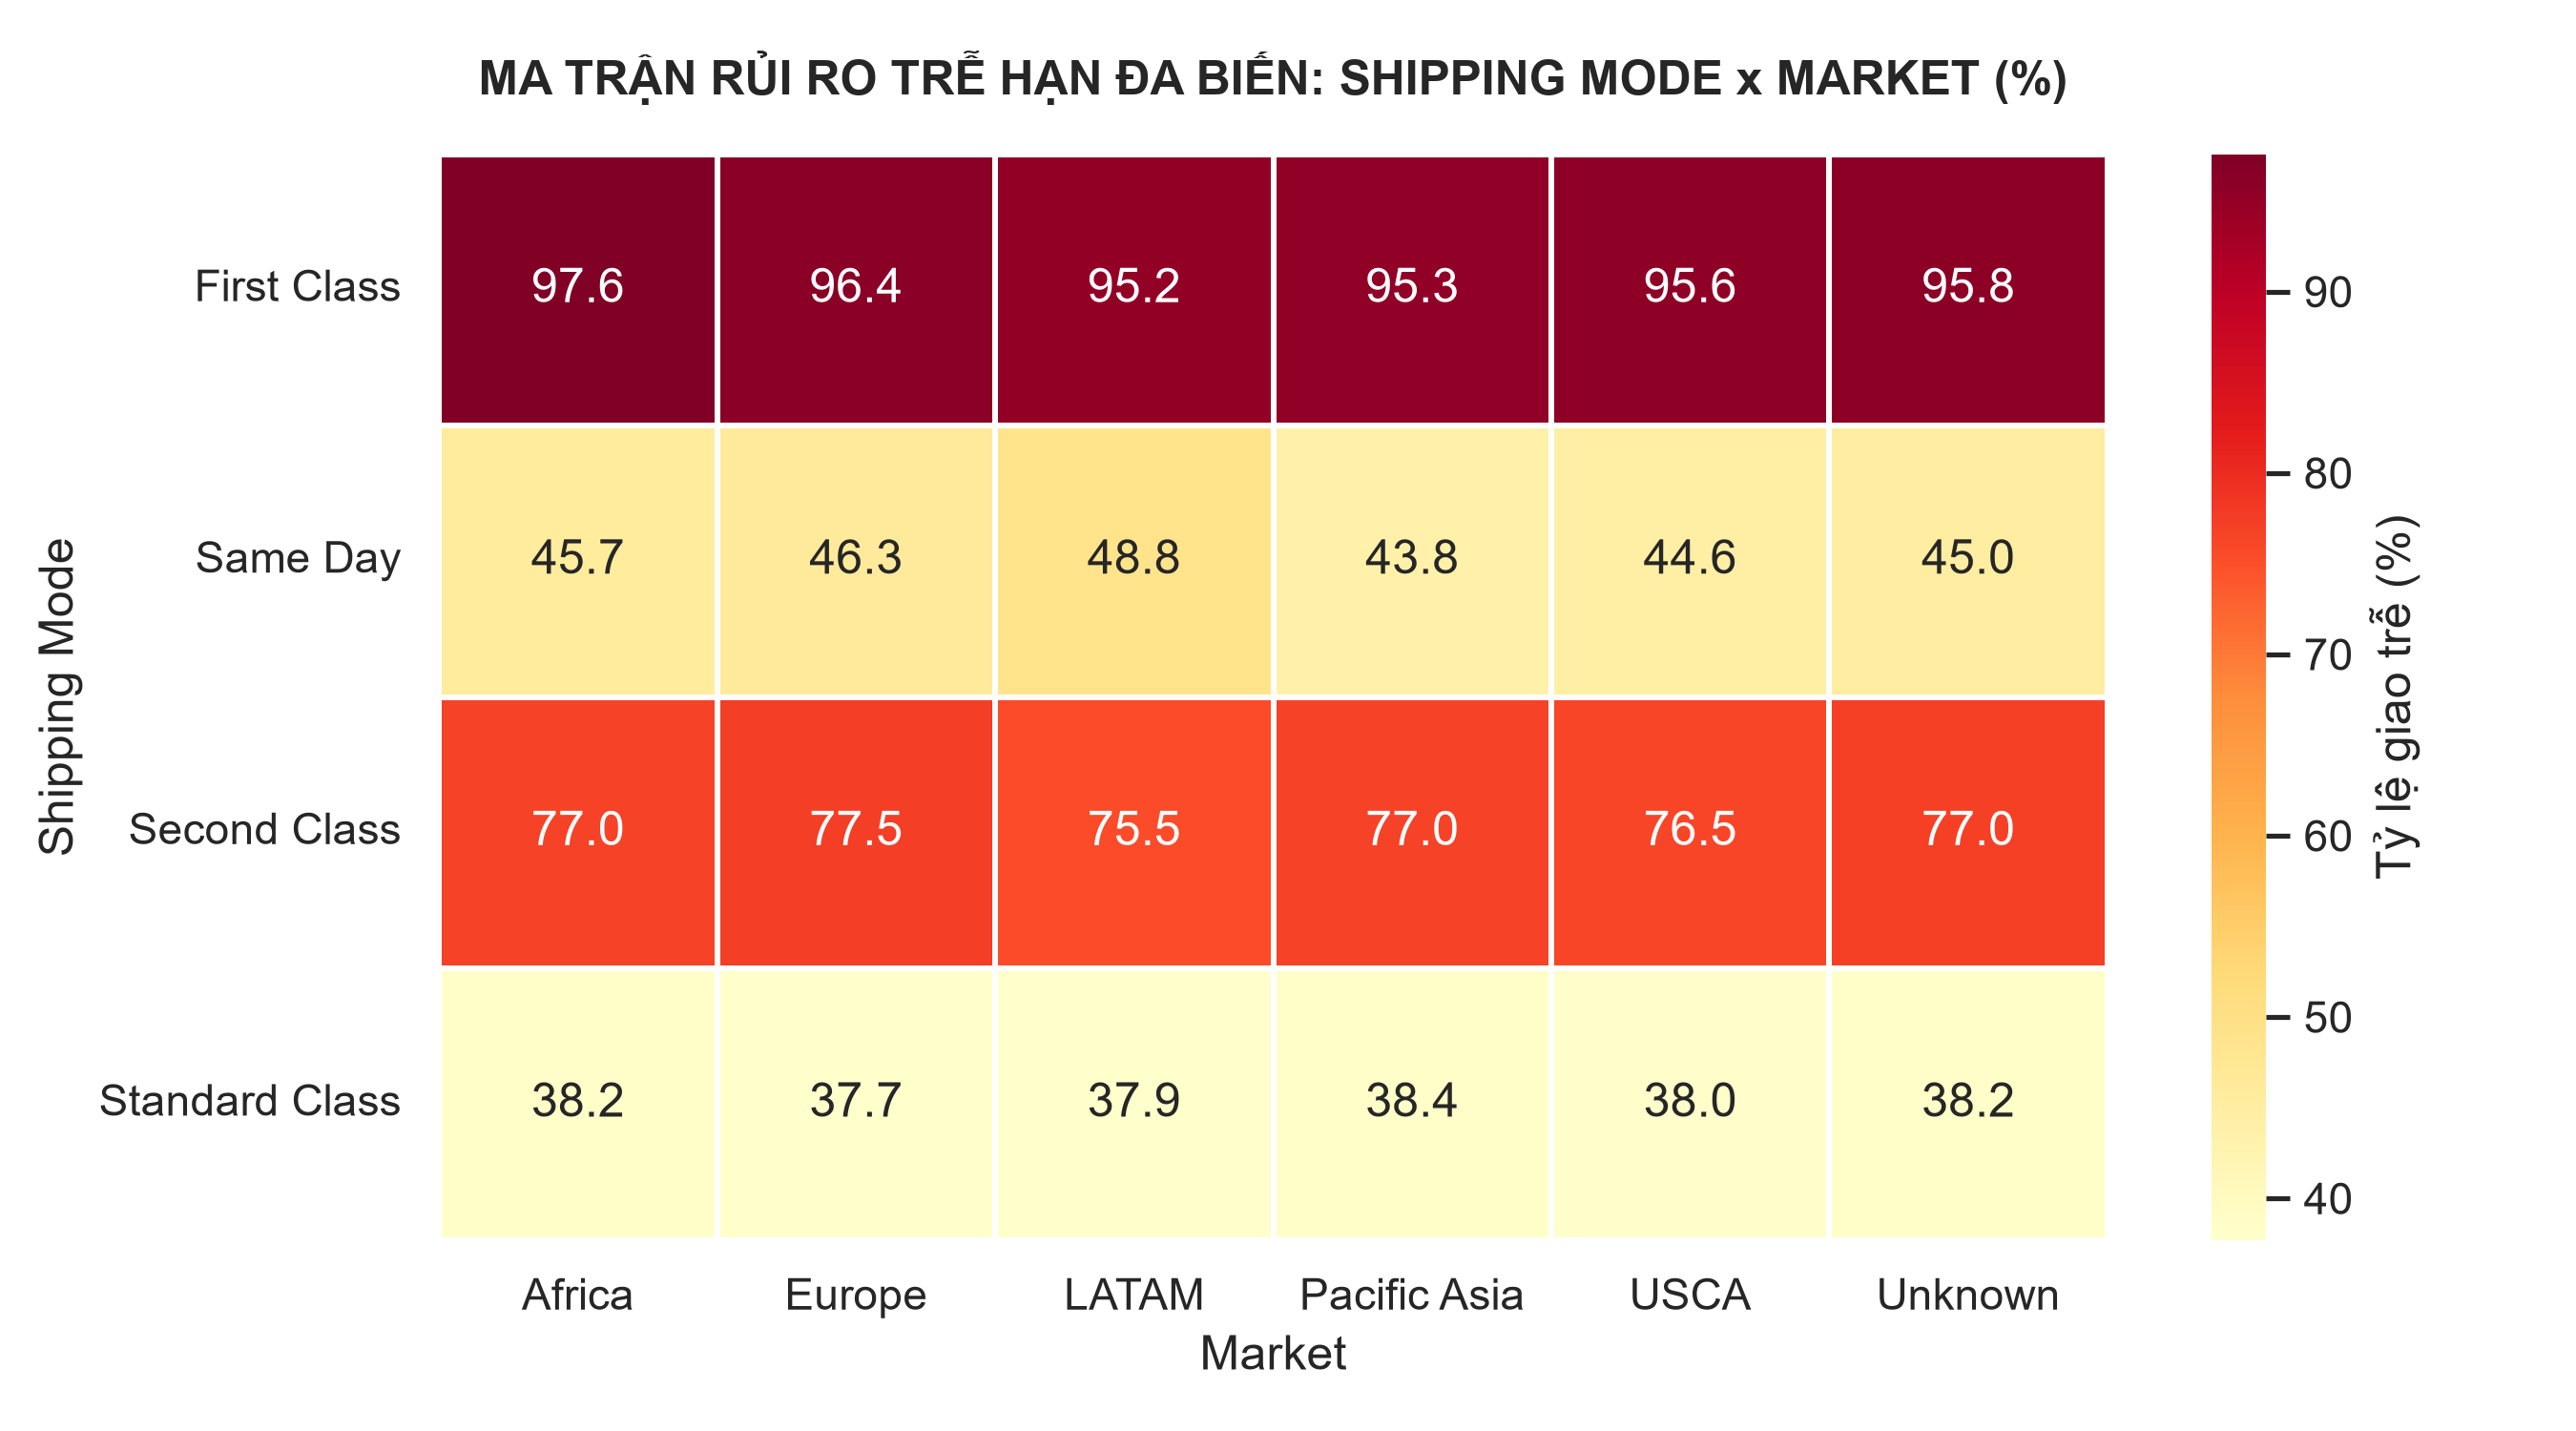 MA TRẬN RỦI RO TRỄ HẠN ĐA BIẾN: SHIPPING MODE x MARKET (%)
Shipping Mode
First Class 97.6 96.4 95.2 95.3 95.6 95.8
Same Day 45.7 46.3 48.8 43.8 44.6 45.0
Second Class 77.0 77.5 75.5 77.0 76.5 77.0
Standard Class 38.2 37.7 37.9 38.4 38.0 38.2
Africa Europe LATAM Pacific Asia USCA Unknown
Market
90
80
70
60
50
40
Tỷ lệ giao trễ (%)